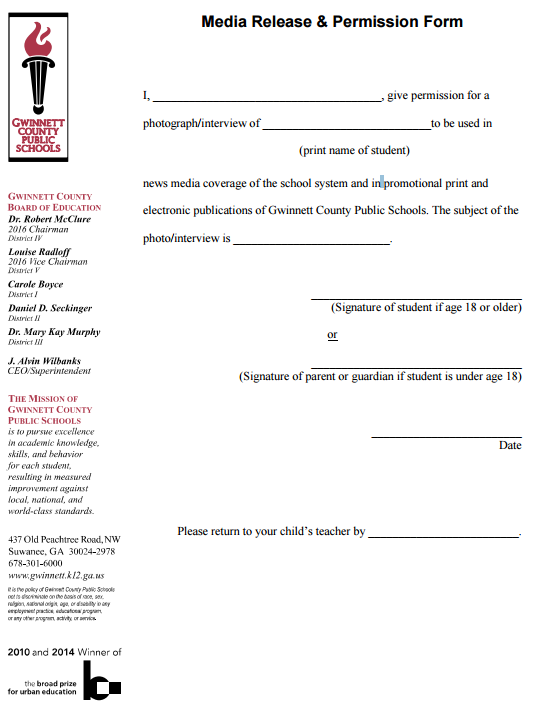 Media Release & Permission Form
GWINNETT
COUNTY
PUBLIC
SCHOOLS
I, ______________________________________, give permission for a
photograph/interview of ____________________________to be used in
(print name of student)
news media coverage of the school system and in promotional print and
electronic publications of Gwinnett County Public Schools. The subject of the
photo/interview is __________________________.
(Signature of student if age 18 or older)
or
(Signature of parent or guardian if student is under age 18)
Date
Please return to your child's teacher by _________________________.
GWINNETT COUNTY
BOARD OF EDUCATION
Dr. Robert McClure
2016 Chairman
District IV
Louise Radloff
2016 Vice Chairman
District V
Carole Boyce
District I
Daniel D. Seckinger
District II
Dr. Mary Kay Murphy
District III
J. Alvin Wilbanks
CEO/Superintendent
THE MISSION OF
GWINNETT COUNTY
PUBLIC SCHOOLS
is to pursue excellence
in academic knowledge,
skills, and behavior
for each student,
resulting in measured
improvement against
local, national, and
world-class standards.
437 Old Peachtree Road, NW
Suwanee, GA 30024-2978
678-301-6000
www.gwinnett.k12.ga.us
It is the policy of Gwinnett County Public Schools
not to discriminate on the basis of race, sex,
religion, national origin, age, or disability in any
employment practice, educational program,
or any other program, activity, or service.
2010 and 2014 Winner of
the broad prize
for urban education